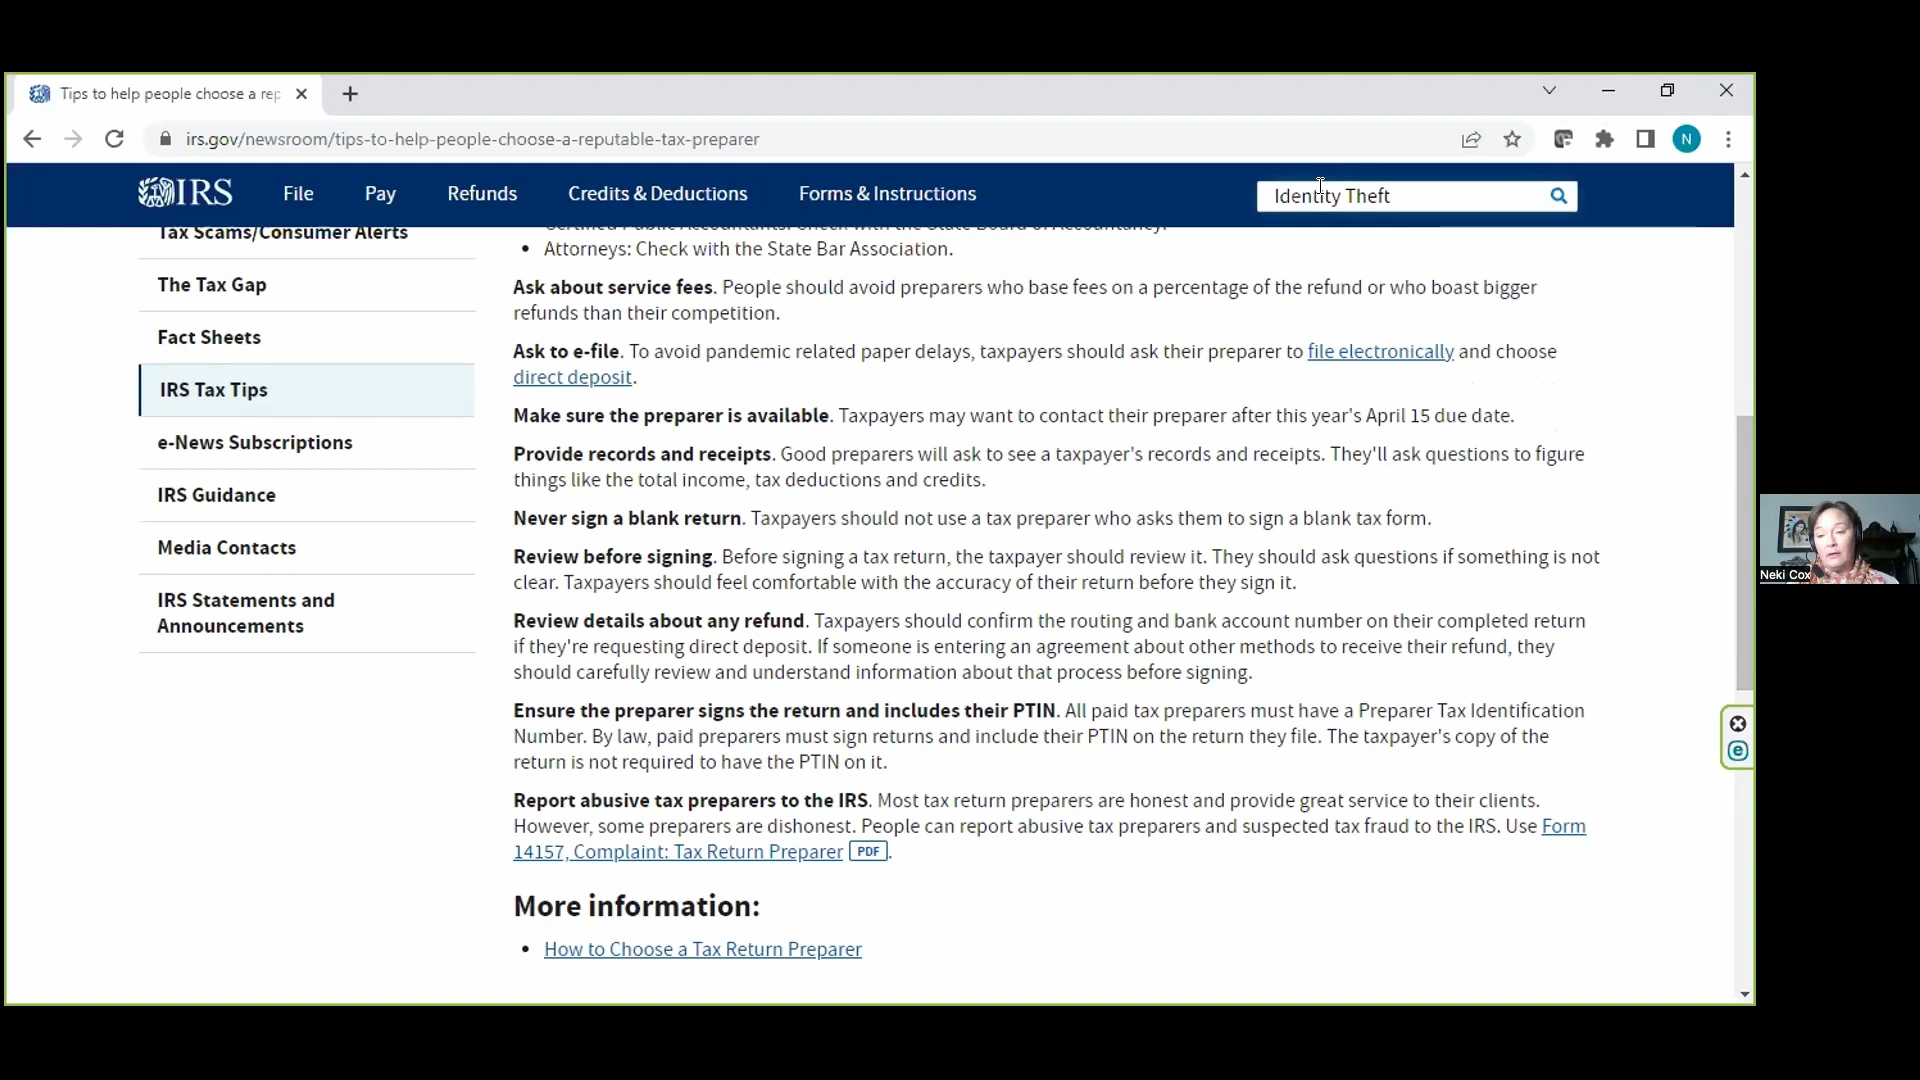 Tips to help people choose a rep
irs.gov/newsroom/tips-to-help-people-choose-a-reputable-tax-preparer
N
IRS
File
Pay
Refunds
Credits & Deductions
Forms & Instructions
Identity Theft
Tax Scams/Consumer Alerts
The Tax Gap
Fact Sheets
IRS Tax Tips
e-News Subscriptions
IRS Guidance
Media Contacts
IRS Statements and
Announcements
Certified Public Accountants: Check with the State Board of Accountancy.
• Attorneys: Check with the State Bar Association.
Ask about service fees. People should avoid preparers who base fees on a percentage of the refund or who boast bigger
refunds than their competition.
Ask to e-file. To avoid pandemic related paper delays, taxpayers should ask their preparer to file electronically and choose
direct deposit.
Make sure the preparer is available. Taxpayers may want to contact their preparer after this year's April 15 due date.
Provide records and receipts. Good preparers will ask to see a taxpayer's records and receipts. They'll ask questions to figure
things like the total income, tax deductions and credits.
Never sign a blank return. Taxpayers should not use a tax preparer who asks them to sign a blank tax form.
Review before signing. Before signing a tax return, the taxpayer should review it. They should ask questions if something is not
clear. Taxpayers should feel comfortable with the accuracy of their return before they sign it.
Review details about any refund. Taxpayers should confirm the routing and bank account number on their completed return
if they're requesting direct deposit. If someone is entering an agreement about other methods to receive their refund, they
should carefully review and understand information about that process before signing.
Ensure the preparer signs the return and includes their PTIN. All paid tax preparers must have a Preparer Tax Identification
Number. By law, paid preparers must sign returns and include their PTIN on the return they file. The taxpayer's copy of the
return is not required to have the PTIN on it.
Report abusive tax preparers to the IRS. Most tax return preparers are honest and provide great service to their clients.
However, some preparers are dishonest. People can report abusive tax preparers and suspected tax fraud to the IRS. Use Form
14157, Complaint: Tax Return Preparer PDF.
More information:
• How to Choose a Tax Return Preparer
Neki Cox